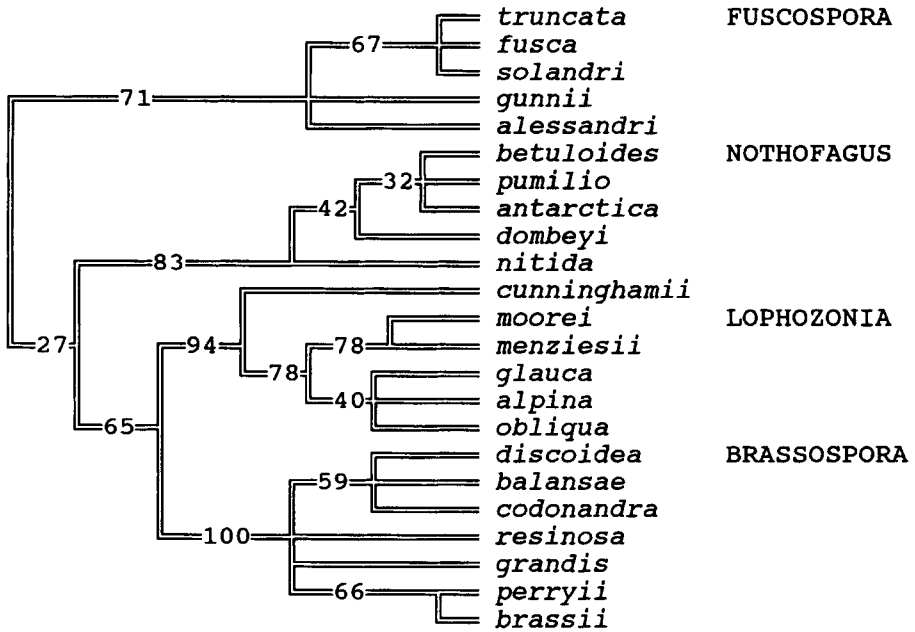 truncata FUSCOSPORA
67 fusca
solandri
71 gunnii
alessandri
betuloides NOTHOFAGUS
32 pumilio
42 antarctica
dombeyi
83 nitida
cunninghamii
moorei LOPHOZONIA
27 94 78 menziesii
78 glauca
40 alpina
65 obliqua
discoidea BRASSOSPORA
59 balansae
codonandra
100 resinosa
grandis
66 perryii
brassii